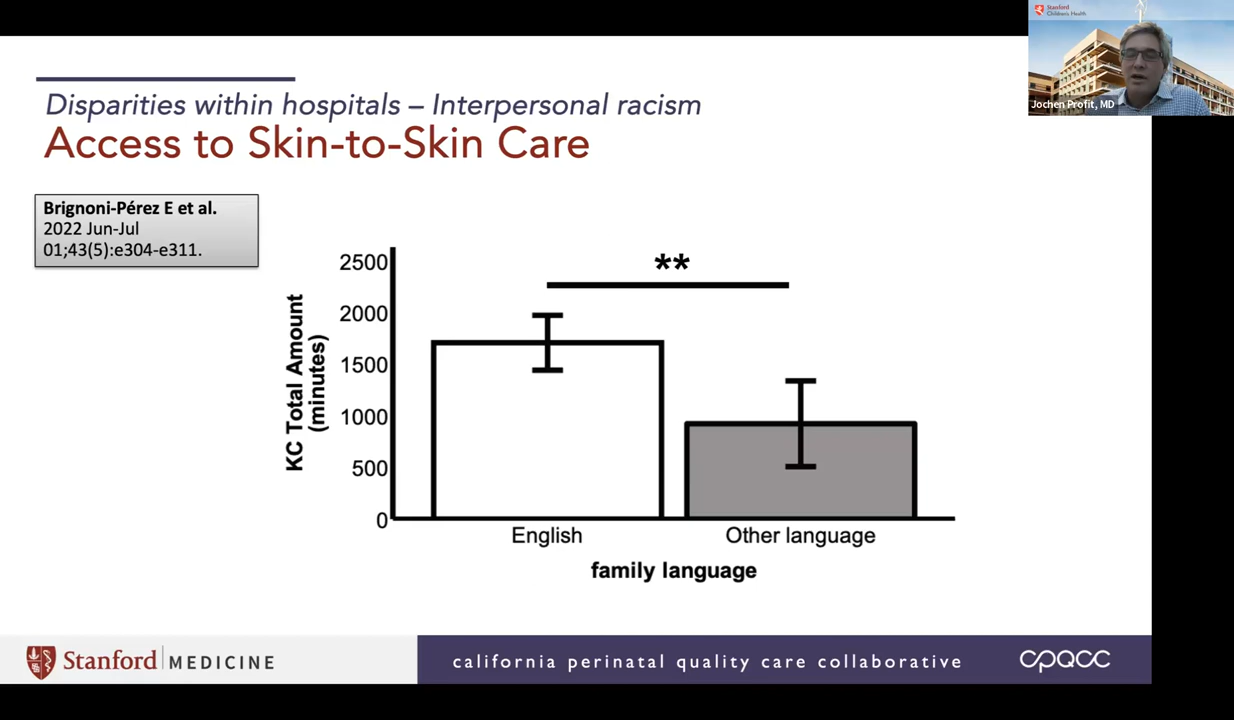 Stanford
Children's Health
Jochen Profit, MD
Disparities within hospitals – Interpersonal racism
Access to Skin-to-Skin Care
Brignoni-Pérez E et al.
2022 Jun-Jul
01;43(5):e304-e311.
**
2500
2000
1500
1000
500
0
KC Total Amount
(minutes)
English
Other language
family language
Stanford MEDICINE
california perinatal quality care collaborative
cpqcc